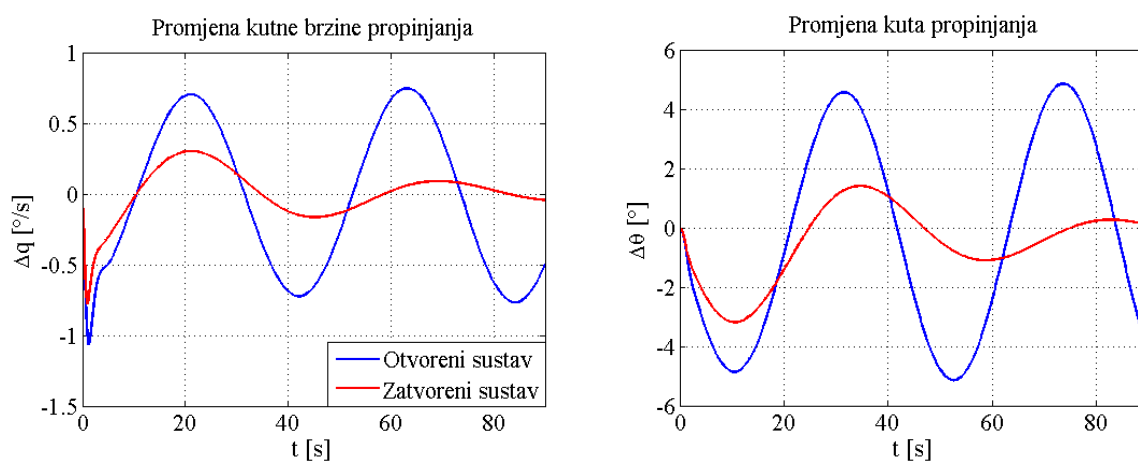 Promjena kutne brzine propinjanja
1
0.5
0
-0.5
-1
-1.5
Δq [°/s]
0
20
40
60
80
t [s]
Otvoreni sustav
Zatvoreni sustav
Promjena kuta propinjanja
6
4
2
0
-2
-4
-6
Δθ [°]
0
20
40
60
80
t [s]